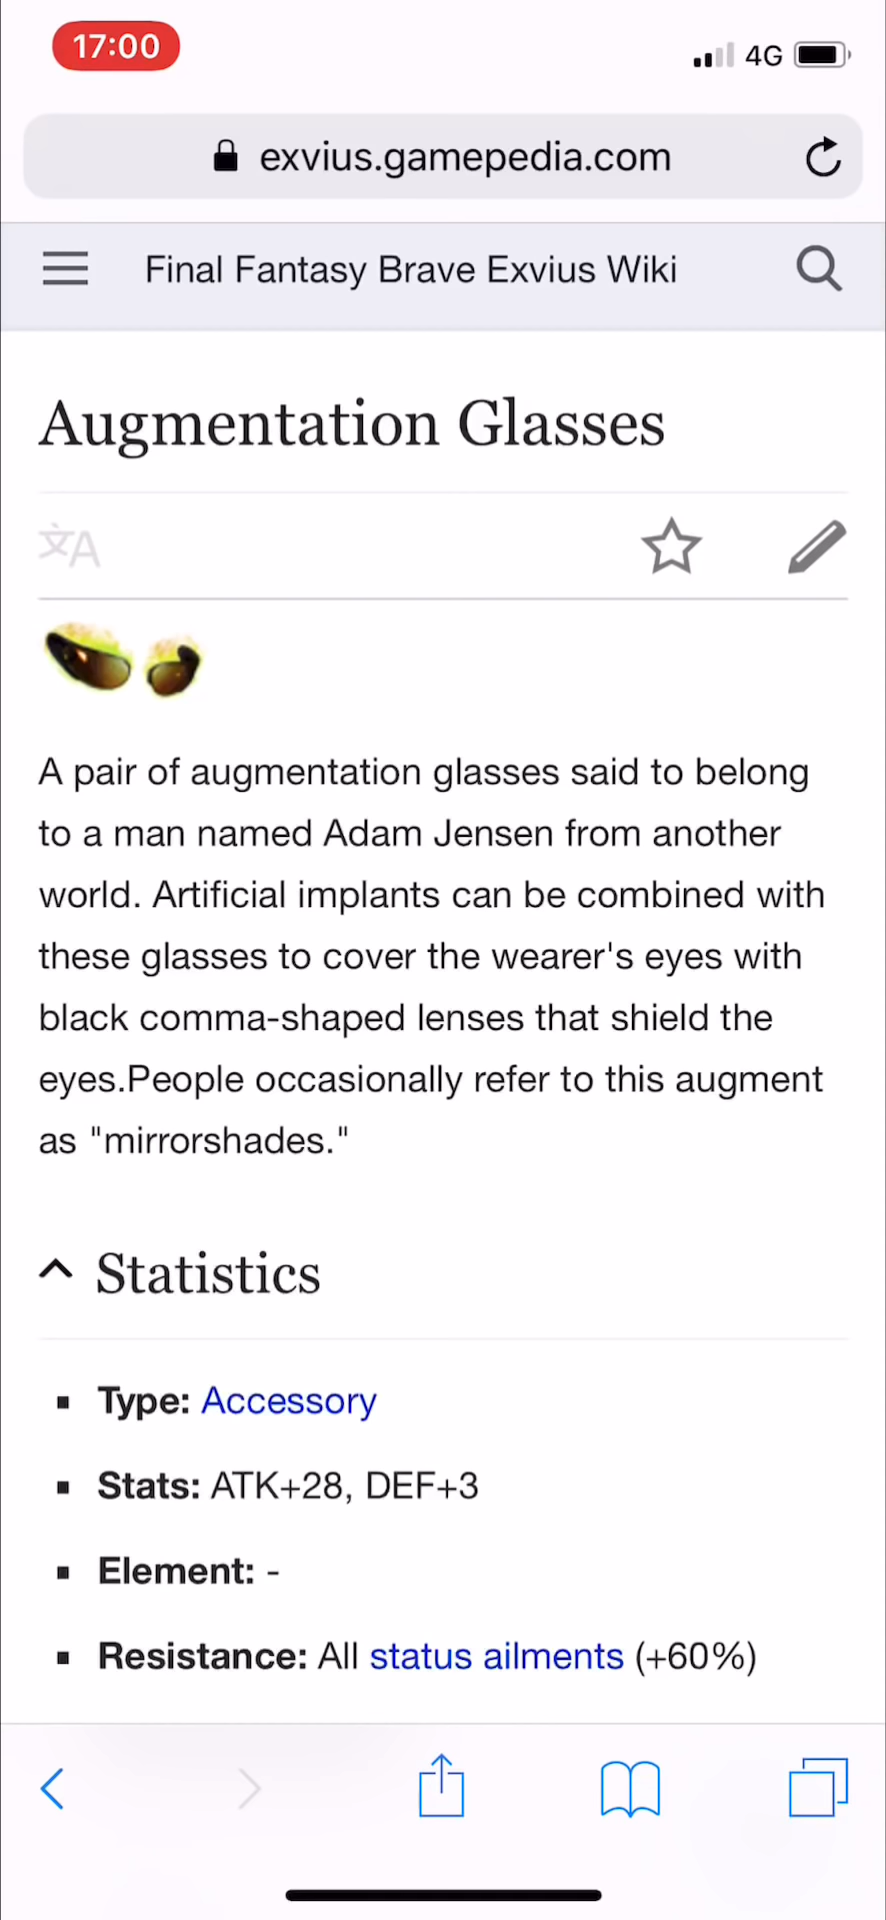 17:00
4G
exvius.gamepedia.com
Final Fantasy Brave Exvius Wiki
Augmentation Glasses
文A
A pair of augmentation glasses said to belong
to a man named Adam Jensen from another
world. Artificial implants can be combined with
these glasses to cover the wearer's eyes with
black comma-shaped lenses that shield the
eyes.People occasionally refer to this augment
as "mirrorshades."
Statistics
Type: Accessory
Stats: ATK+28, DEF+3
Element: -
Resistance: All status ailments (+60%)